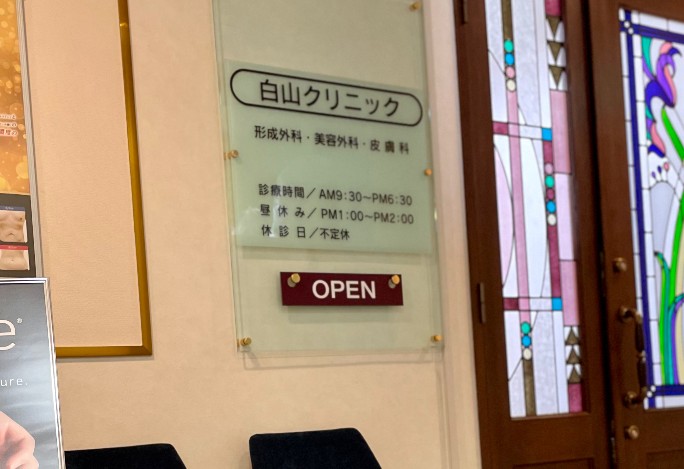 白山クリニック
形成外科・美容外科・皮膚科
診療時間／AM9:30〜PM6:30
昼休み／PM1:00〜PM2:00
休診日／不定休
OPEN
e®
ure.